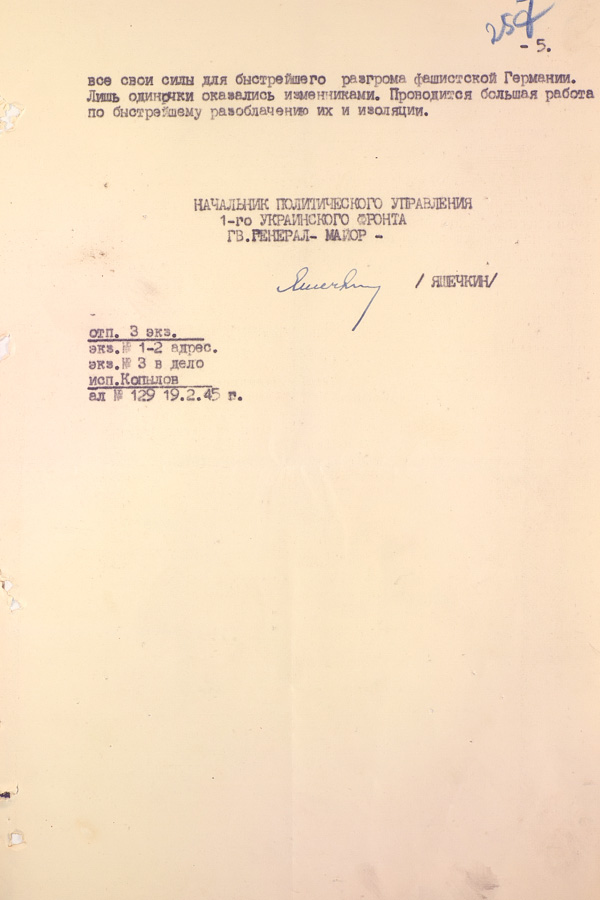 257
- 5.
все свои силы для быстрейшего разгрома фашистской Германии.
Лишь одиночки оказались изменниками. Проводится большая работа
по быстрейшему разоблачению их и изоляции.
НАЧАЛЬНИК ПОЛИТИЧЕСКОГО УПРАВЛЕНИЯ
1-го УКРАИНСКОГО ФРОНТА
ГВ.ГЕНЕРАЛ- МАЙОР -
Яшечкин / ЯШЕЧКИН/
отп. 3 экз.
экз.№ 1-2 адрес.
экз.№ 3 в дело
исп.Копылов
ал № 129 19.2.45 г.